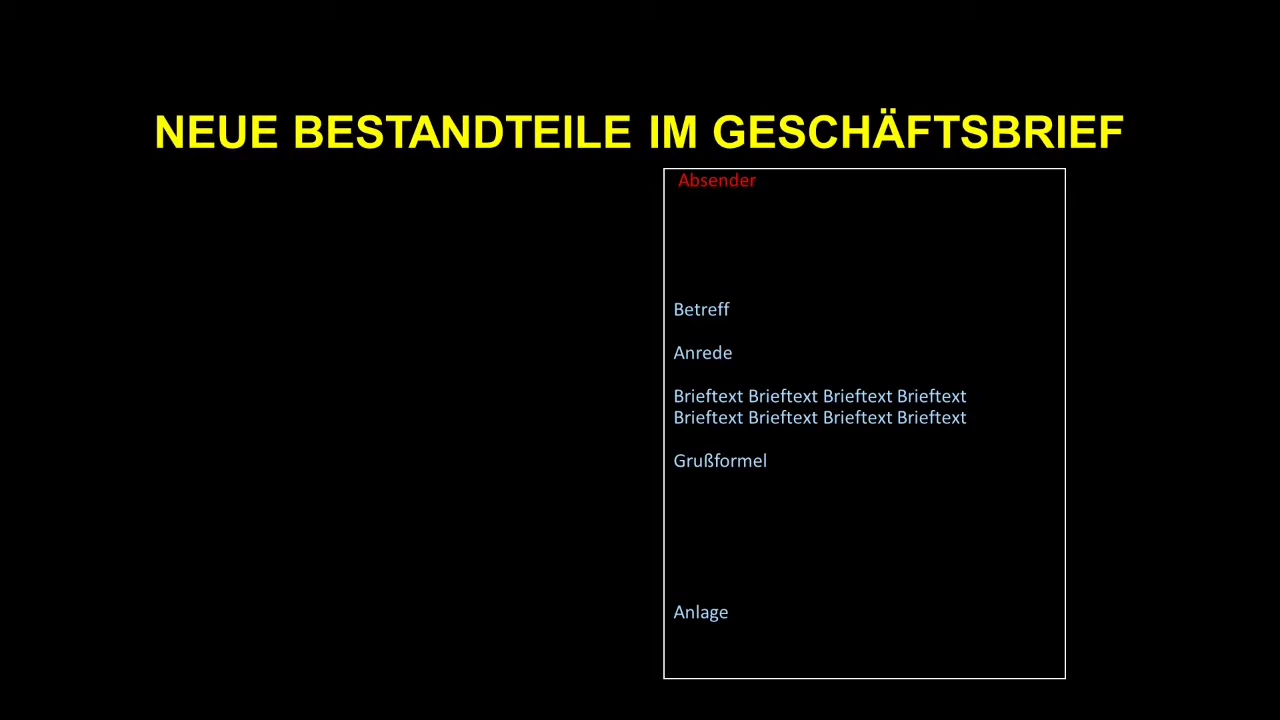 NEUE BESTANDTEILE IM GESCHÄFTSBRIEF
Absender
Betreff
Anrede
Brieftext Brieftext Brieftext Brieftext
Brieftext Brieftext Brieftext Brieftext
Grußformel
Anlage